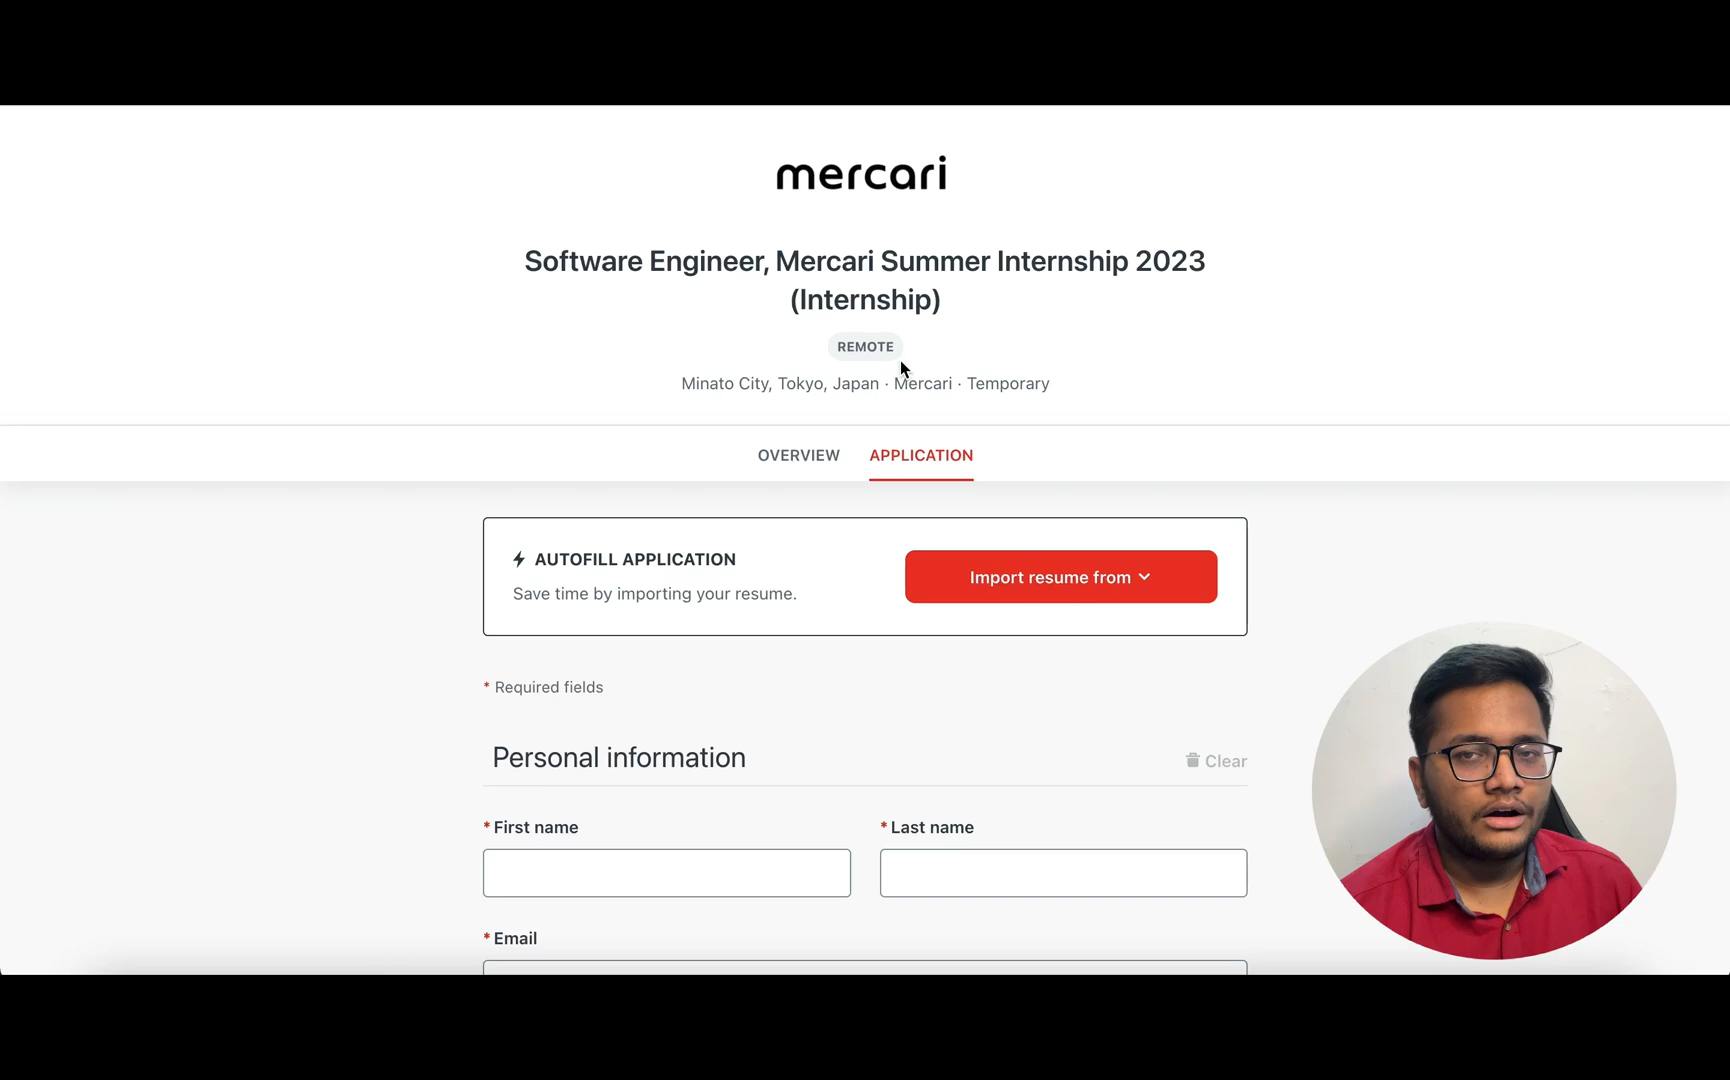 mercari
Software Engineer, Mercari Summer Internship 2023
(Internship)
REMOTE
Minato City, Tokyo, Japan · Mercari · Temporary
OVERVIEW APPLICATION
AUTOFILL APPLICATION
Save time by importing your resume.
Import resume from
* Required fields
Personal information
Clear
* First name
* Last name
* Email